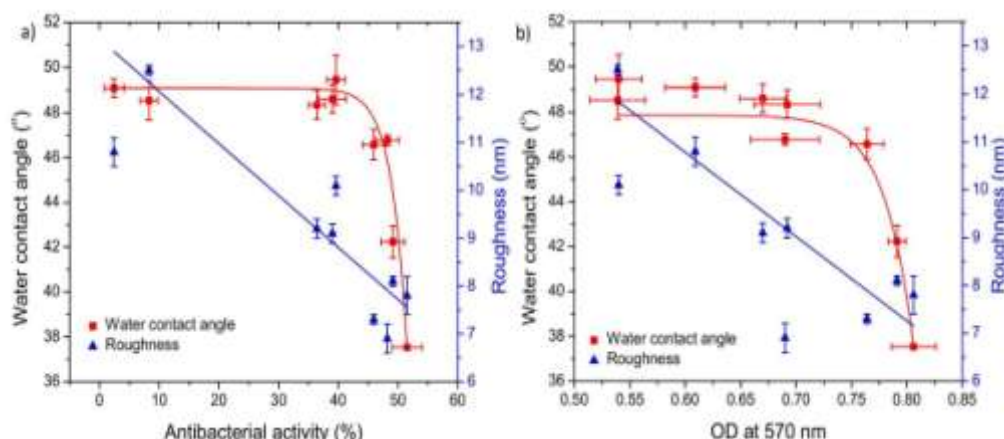 a)
Water contact angle (°)
52
50
48
46
44
42
40
38
36
Roughness (nm)
13
12
11
10
9
8
7
6
5
Water contact angle
Roughness
0 10 20 30 40 50 60
Antibacterial activity (%)
b)
Water contact angle (°)
52
50
48
46
44
42
40
38
36
Roughness (nm)
13
12
11
10
9
8
7
6
5
Water contact angle
Roughness
0.50 0.55 0.60 0.65 0.70 0.75 0.80 0.85
OD at 570 nm